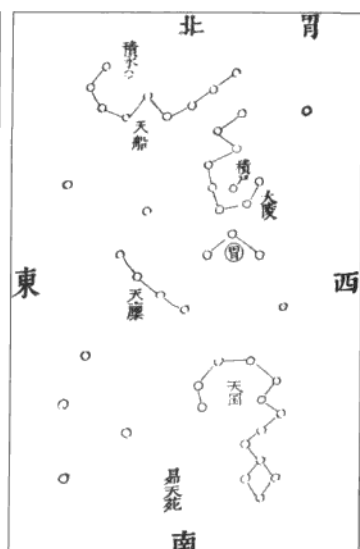 胃
北
積水
天船
積尸
大陵
胃
東
西
天廩
天囷
昴天苑
南